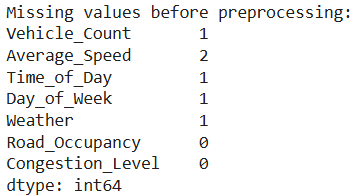 Missing values before preprocessing:
Vehicle_Count 1
Average_Speed 2
Time_of_Day 1
Day_of_Week 1
Weather 1
Road_Occupancy 0
Congestion_Level 0
dtype: int64